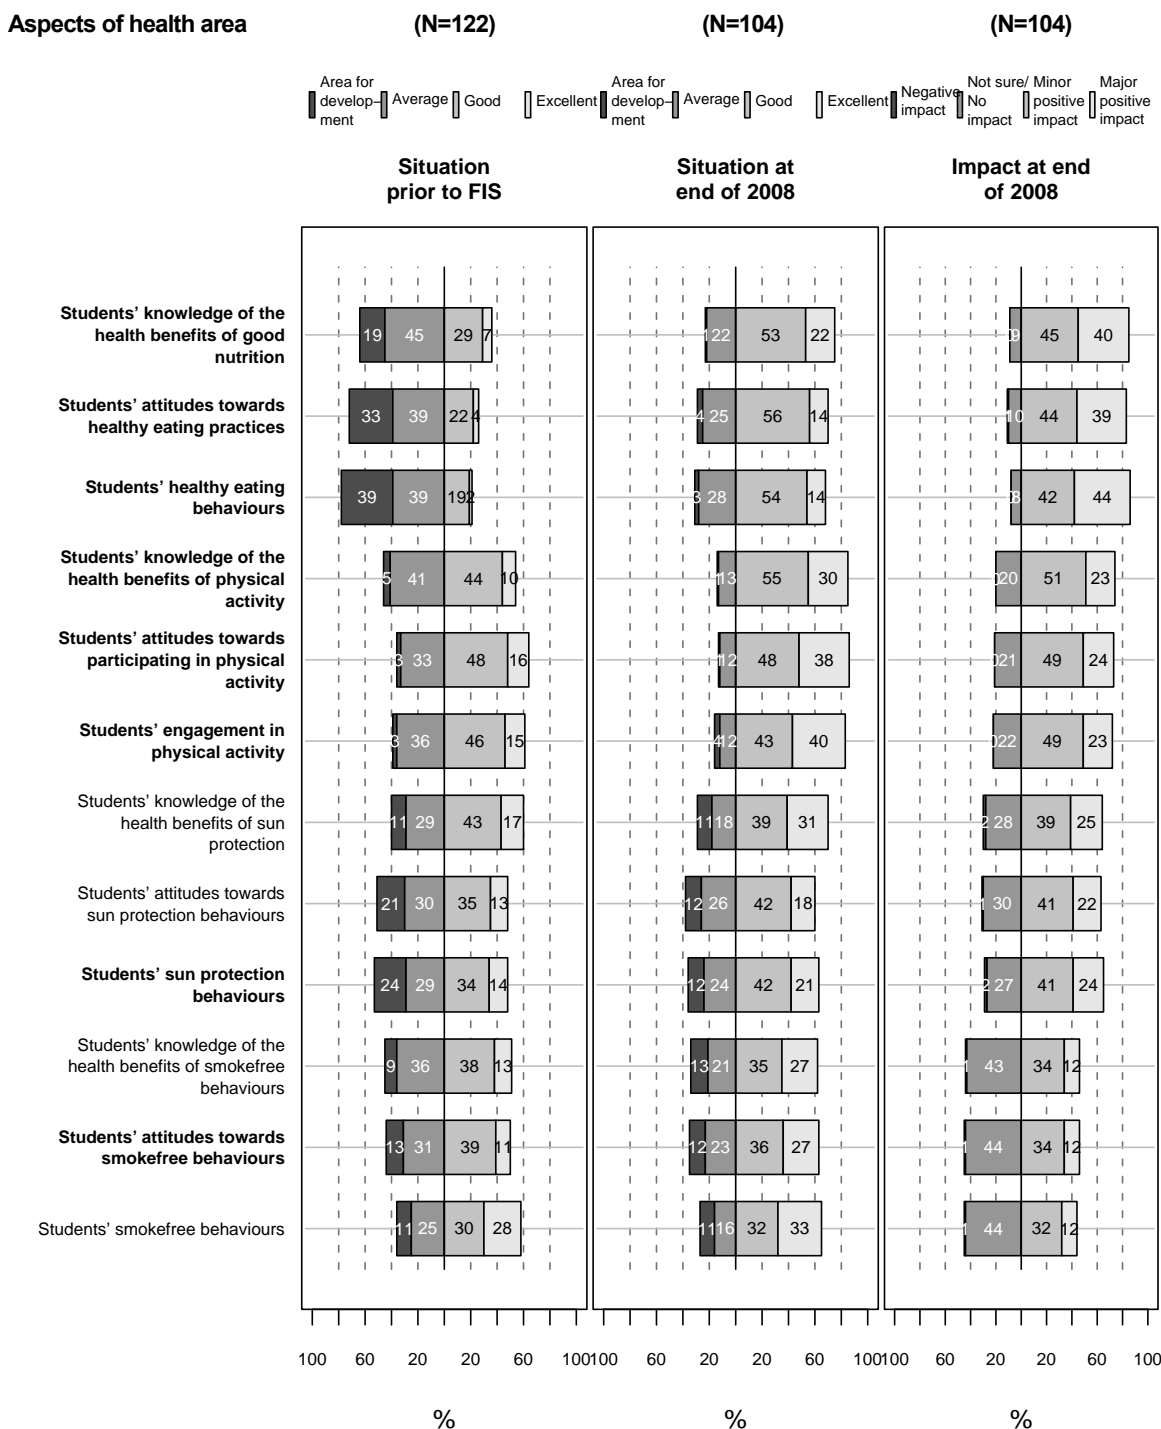 Aspects of health area (N=122) (N=104) (N=104)
Area for develop– ment Average Good Excellent Area for develop– ment Average Good Excellent Negative impact Not sure/ No impact Minor positive impact Major positive impact
Situation prior to FIS
Situation at end of 2008
Impact at end of 2008
Students’ knowledge of the
health benefits of good
nutrition
19 45 29 7 1 22 53 22 0 9 45 40
Students’ attitudes towards
healthy eating practices
33 39 22 4 4 25 56 14 1 10 44 39
Students’ healthy eating
behaviours
39 39 19 2 3 28 54 14 0 8 42 44
Students’ knowledge of the
health benefits of physical
activity
5 41 44 10 1 13 55 30 0 20 51 23
Students’ attitudes towards
participating in physical
activity
3 33 48 16 1 12 48 38 0 21 49 24
Students’ engagement in
physical activity
3 36 46 15 4 12 43 40 0 22 49 23
Students’ knowledge of the
health benefits of sun
protection
11 29 43 17 11 18 39 31 2 28 39 25
Students’ attitudes towards
sun protection behaviours
21 30 35 13 12 26 42 18 1 30 41 22
Students’ sun protection
behaviours
24 29 34 14 12 24 42 21 2 27 41 24
Students’ knowledge of the
health benefits of smokefree
behaviours
9 36 38 13 13 21 35 27 1 43 34 12
Students’ attitudes towards
smokefree behaviours
13 31 39 11 12 23 36 27 1 44 34 12
Students’ smokefree behaviours
11 25 30 28 11 16 32 33 1 44 32 12
100 60 20 20 60 100 100 60 20 20 60 100 100 60 20 20 60 100
% % %